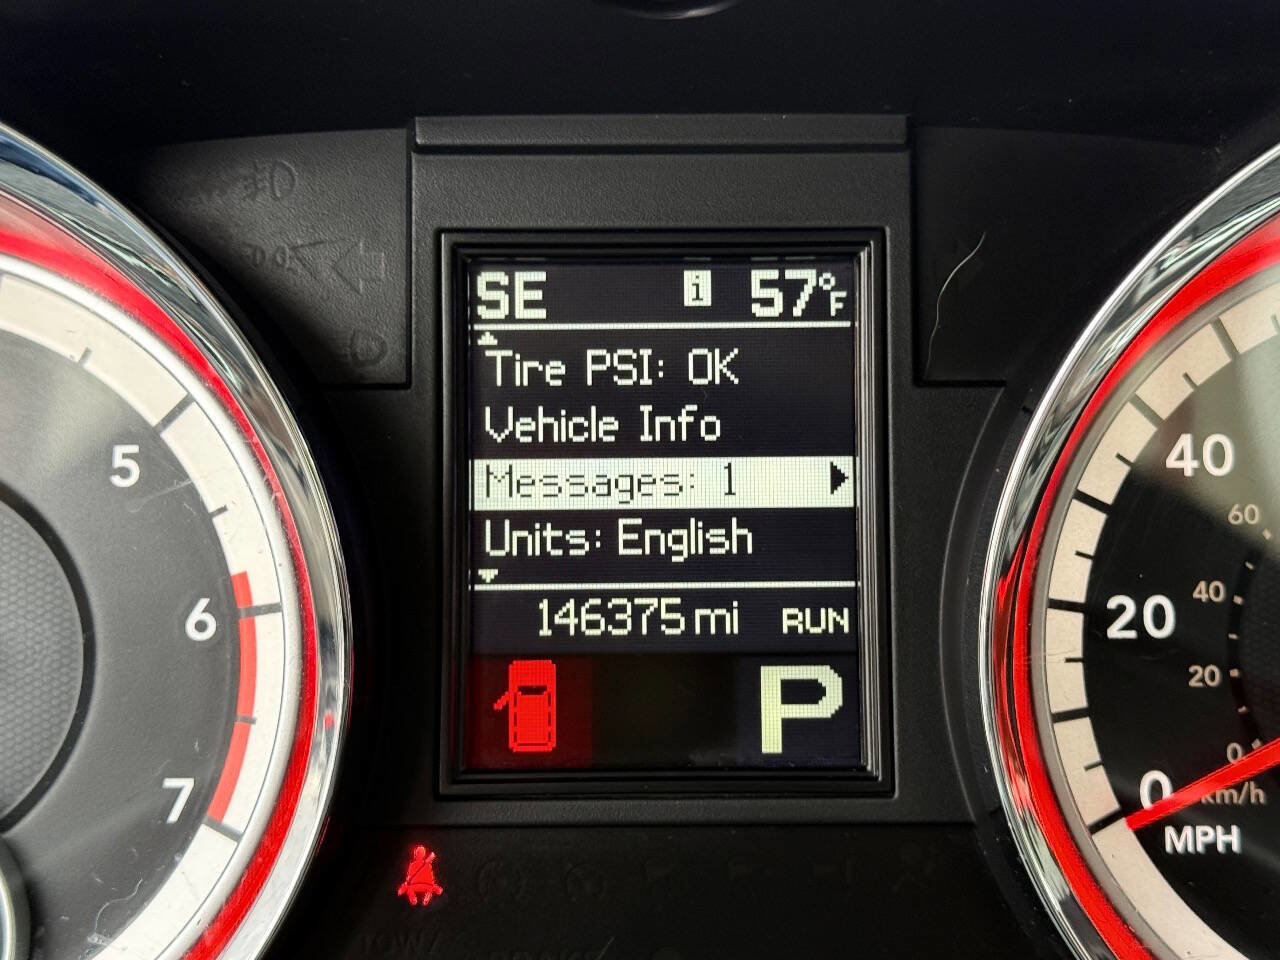 SE i 57°F
Tire PSI: OK
Vehicle Info
Messages: 1
Units: English
146375 mi RUN
P
5
6
7
40
60
20
40
20
0
0
km/h
MPH